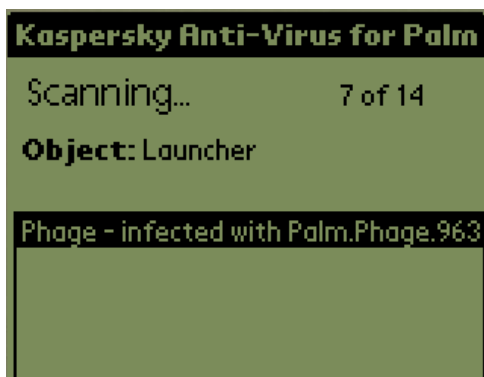 Kaspersky Anti-Virus for Palm
Scanning... 7 of 14
Object: Launcher
Phage - infected with Palm.Phage.963